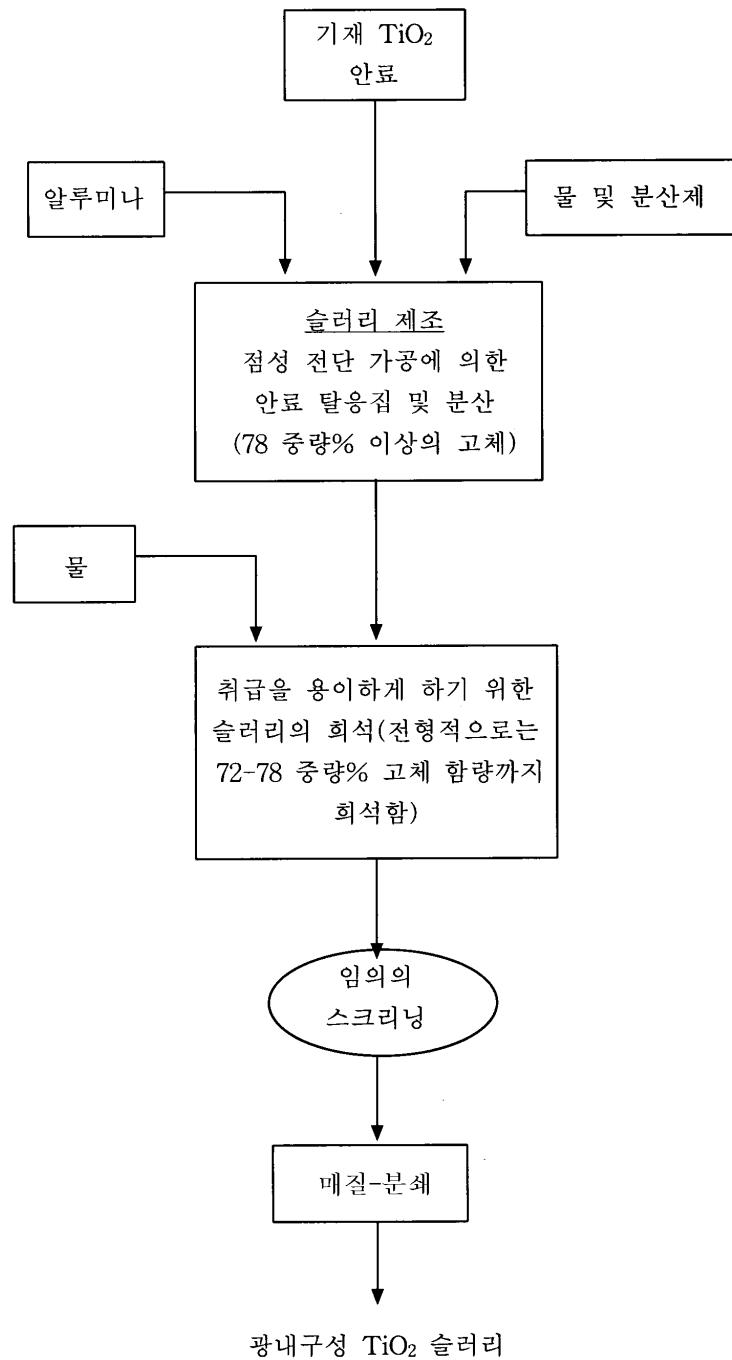 기재 TiO₂
안료
알루미나
물 및 분산제
슬러리 제조
점성 전단 가공에 의한
안료 탈응집 및 분산
(78 중량% 이상의 고체)
물
취급을 용이하게 하기 위한
슬러리의 희석(전형적으로는
72-78 중량% 고체 함량까지
희석함)
임의의
스크리닝
매질-분쇄
광내구성 TiO₂ 슬러리